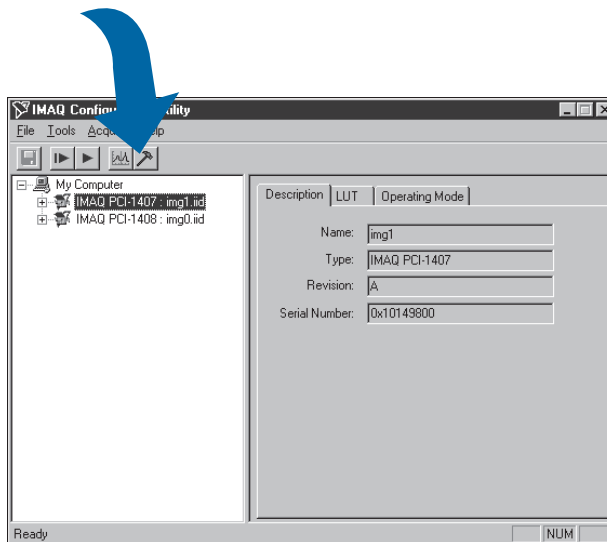 IMAQ Configu ility
File Tools Acqu lp
My Computer
IMAQ PCI-1407 : img1.iid
IMAQ PCI-1408 : img0.iid
Description LUT Operating Mode
Name: img1
Type: IMAQ PCI-1407
Revision: A
Serial Number: 0x10149800
Ready NUM